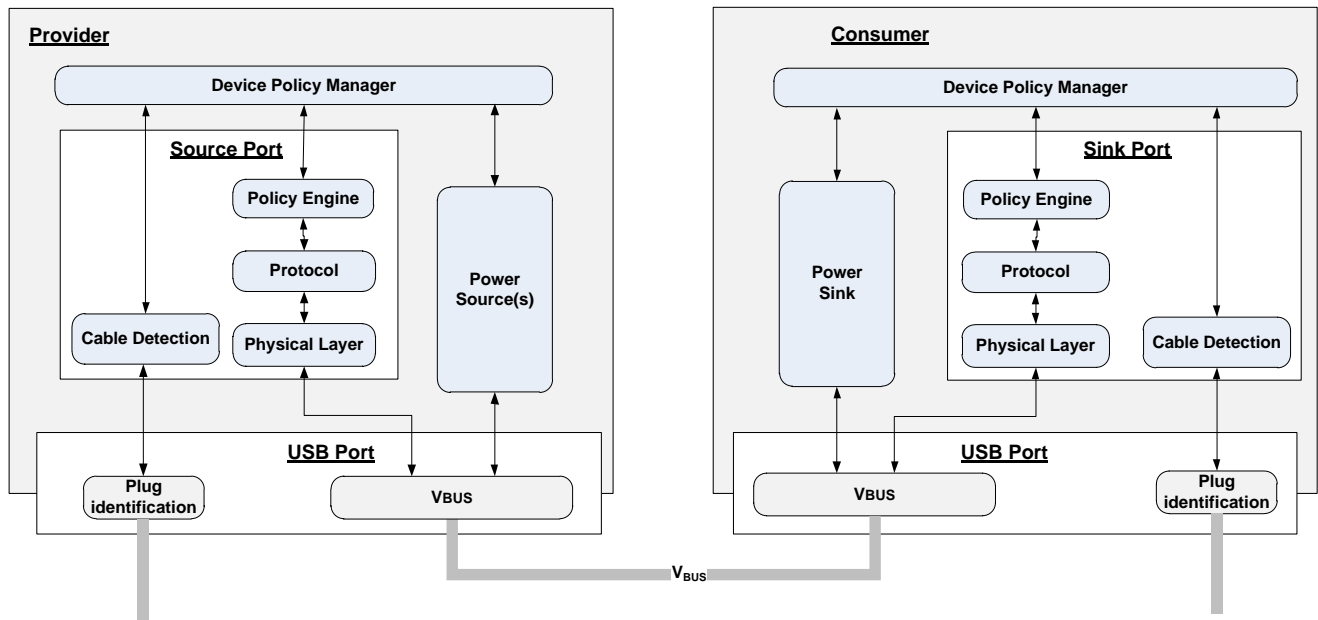 Provider
Device Policy Manager
Source Port
Policy Engine
Protocol
Physical Layer
Cable Detection
Power
Source(s)
USB Port
Plug
identification
VBUS
Consumer
Device Policy Manager
Sink Port
Power
Sink
Policy Engine
Protocol
Physical Layer
Cable Detection
USB Port
VBUS
Plug
identification
VBUS